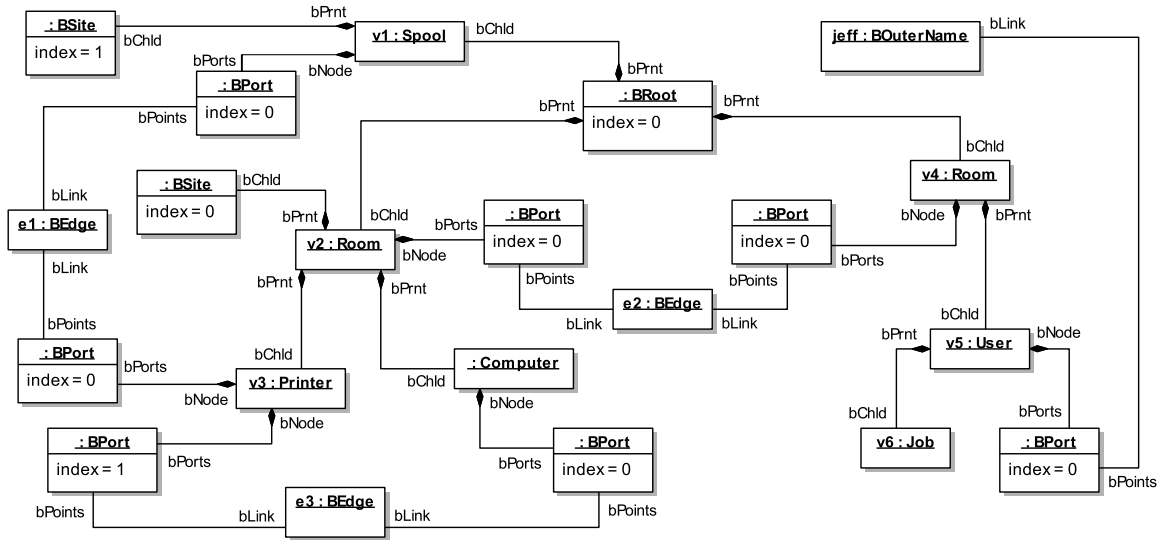 bPrnt
: BSite
index = 1
bChld
v1 : Spool
bChld
jeff : BOuterName
bLink
bPorts
bNode
bPrnt
: BPort
index = 0
bPoints
: BRoot
index = 0
bPrnt
bPrnt
bChld
: BSite
index = 0
bChld
v4 : Room
bLink
bPrnt
bChld
bPorts
: BPort
index = 0
: BPort
index = 0
bNode
bPrnt
e1 : BEdge
v2 : Room
bNode
bPorts
bLink
bPrnt
bPrnt
bPoints
bPoints
e2 : BEdge
bLink
bLink
bChld
bPoints
bPrnt
bNode
: BPort
index = 0
bPorts
bChld
v5 : User
v3 : Printer
bNode
: Computer
bChld
bNode
bNode
bChld
bPorts
: BPort
index = 1
bPorts
bPorts
: BPort
index = 0
v6 : Job
: BPort
index = 0
bPoints
bPoints
bLink
e3 : BEdge
bLink
bPoints